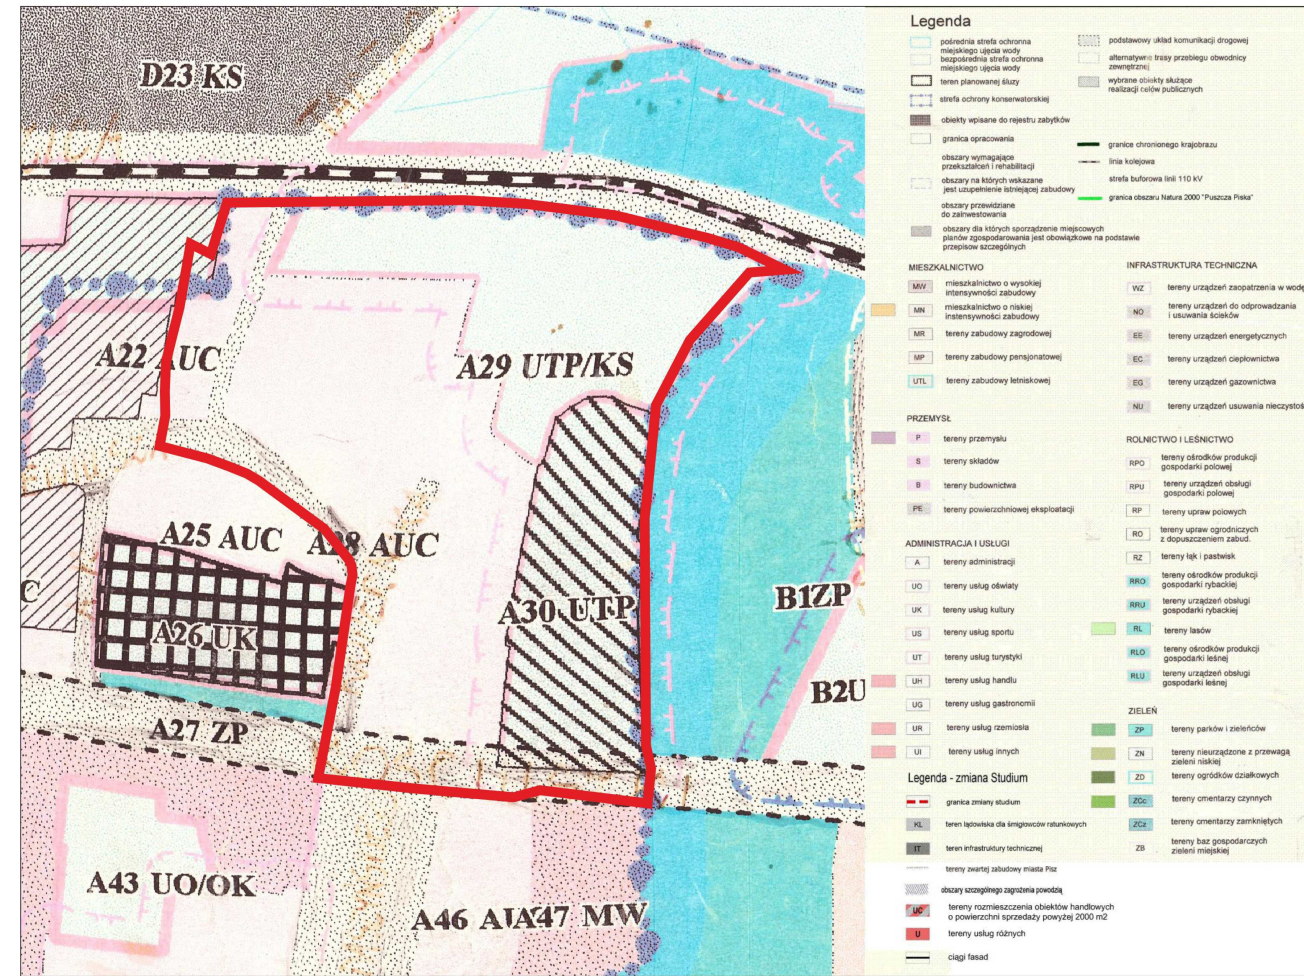 D23 KS
A22 AUC
A29 UTP/KS
A25 AUC
A28 AUC
A30 UTP
B1ZP
A26 UK
B2U
A27 ZP
A43 UO/OK
A47 MW
Legenda
pośrednia strefa ochronna
miejskiego ujęcia wody
bezpośrednia strefa ochronna
miejskiego ujęcia wody
teren planowanej śluzy
strefa ochrony konserwatorskiej
obiekty wpisane do rejestru zabytków
granica opracowania
obszary wymagające
przekształceń i rehabilitacji
obszary na których wskazane
jest uzupełnienie istniejącej zabudowy
obszary przewidziane
do zainwestowania
obszary dla których sporządzenie miejscowych
planów zgospodarowania jest obowiązkowe na podstawie
przepisow szczególnych
podstawowy układ komunikacji drogowej
alternatywne trasy przebiegu obwodnicy
zewnętrznej
wybrane obiekty służące
realizacji celów publicznych
granice chronionego krajobrazu
linia kolejowa
strefa buforowa linii 110 kV
granica obszaru Natura 2000 "Puszcza Piska"
MIESZKALNICTWO
MW mieszkalnictwo o wysokiej
intensywności zabudowy
MN mieszkalnictwo o niskiej
instensywności zabudowy
MR tereny zabudowy zagrodowej
MP tereny zabudowy pensjonatowej
UTL tereny zabudowy letniskowej
PRZEMYSŁ
P tereny przemysłu
S tereny składów
B tereny budownictwa
PE tereny powierzchniowej eksploatacji
ADMINISTRACJA I USŁUGI
A tereny administracji
UO tereny usług oświaty
UK tereny usług kultury
US tereny usług sportu
UT tereny usług turystyki
UH tereny usług handlu
UG tereny usług gastronomii
UR tereny usług rzemiosła
UI tereny usług innych
Legenda - zmiana Studium
granica zmiany studium
KL teren lądowiska dla śmigłowców ratunkowych
IT teren infrastruktury technicznej
tereny zwartej zabudowy miasta Pisz
obszary szczególnego zagrożenia powodzią
UC tereny rozmieszczenia obiektów handlowych
o powierzchni sprzedaży powyżej 2000 m2
U tereny usług różnych
ciągi fasad
INFRASTRUKTURA TECHNICZNA
WZ tereny urządzeń zaopatrzenia w wodę
NO tereny urządzeń do odprowadzania
i usuwania ścieków
EE tereny urządzeń energetycznych
EC tereny urządzeń ciepłownictwa
EG tereny urządzeń gazownictwa
NU tereny urządzeń usuwania nieczystoś
ROLNICTWO I LEŚNICTWO
RPO tereny ośrodków produkcji
gospodarki polowej
RPU tereny urządzeń obsługi
gospodarki polowej
RP tereny upraw polowych
RO tereny upraw ogrodniczych
z dopuszczeniem zabud.
RZ tereny łąk i pastwisk
RRO tereny ośrodków produkcji
gospodarki rybackiej
RRU tereny urządzeń obsługi
gospodarki rybackiej
RL tereny lasów
RLO tereny ośrodków produkcji
gospodarki leśnej
RLU tereny urządzeń obsługi
gospodarki leśnej
ZIELEŃ
ZP tereny parków i zieleńców
ZN tereny nieurządzone z przewagą
zieleni niskiej
ZD tereny ogródków działkowych
ZCc tereny cmentarzy czynnych
ZCz tereny cmentarzy zamkniętych
ZB tereny baz gospodarczych
zieleni miejskiej